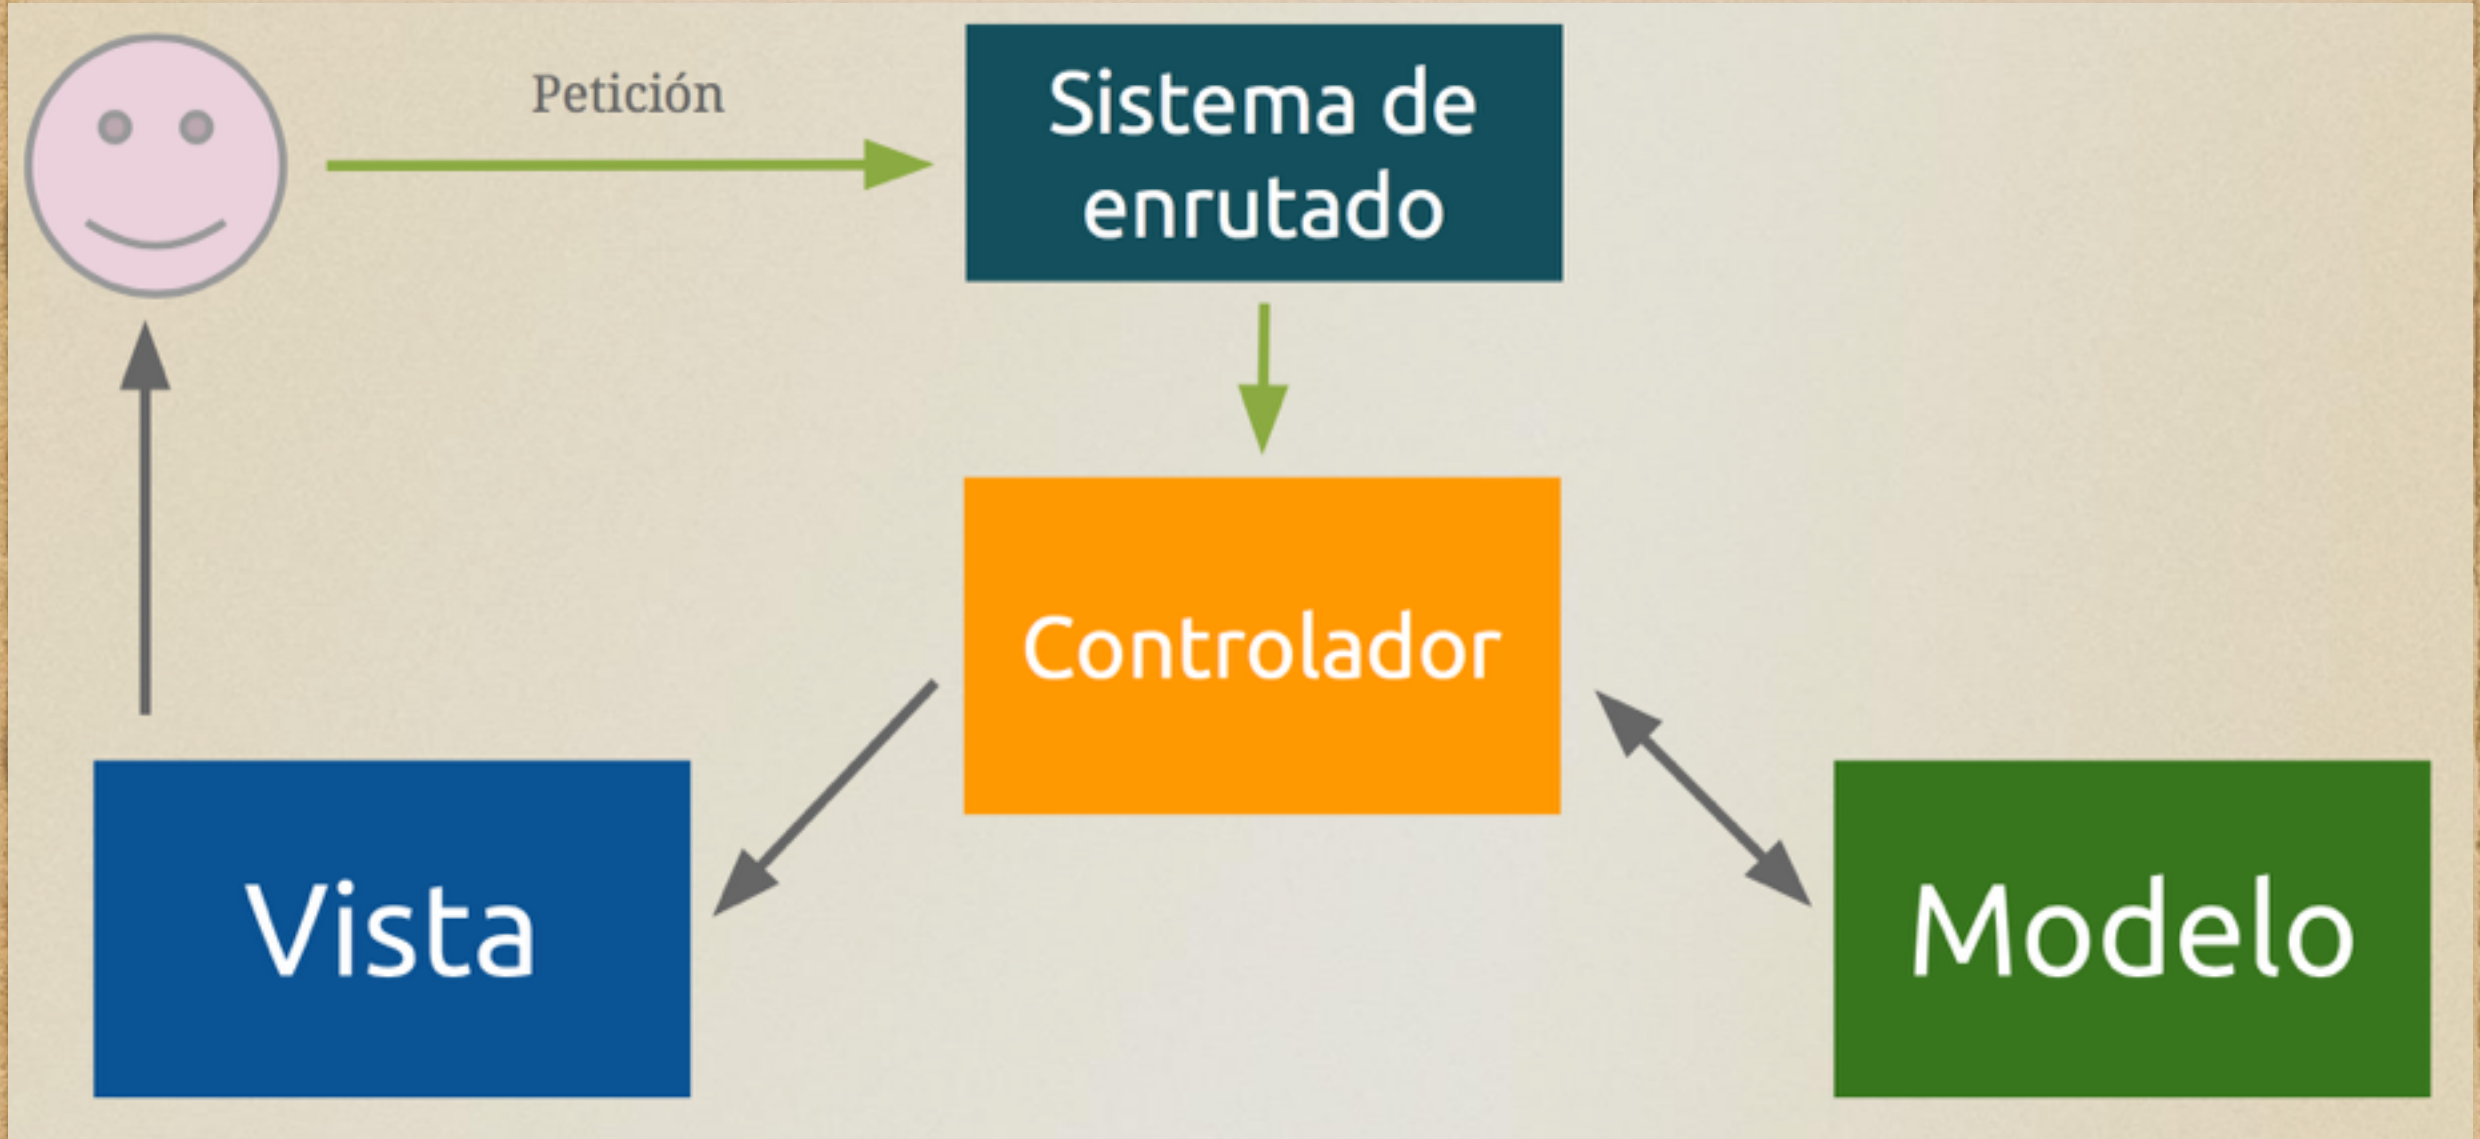 Petición
Sistema de
enrutado
Controlador
Vista
Modelo